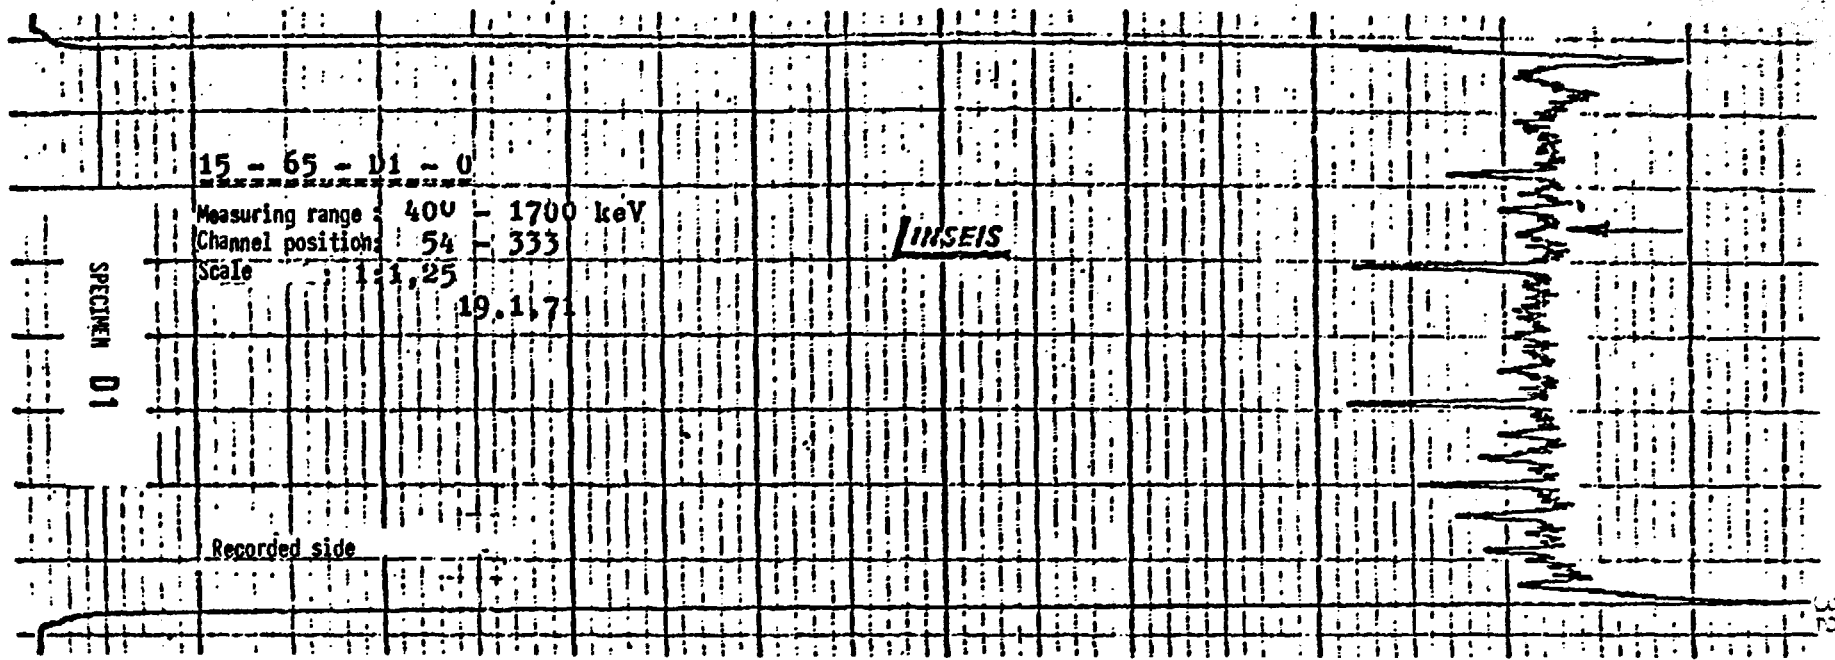 15 - 65 - D1 - 0
Measuring range : 400 - 1700 keV
Channel position: 54 - 333
Scale : 1:1,25
19.1.71
LINSEIS
SPECIMEN D1
Recorded side
32